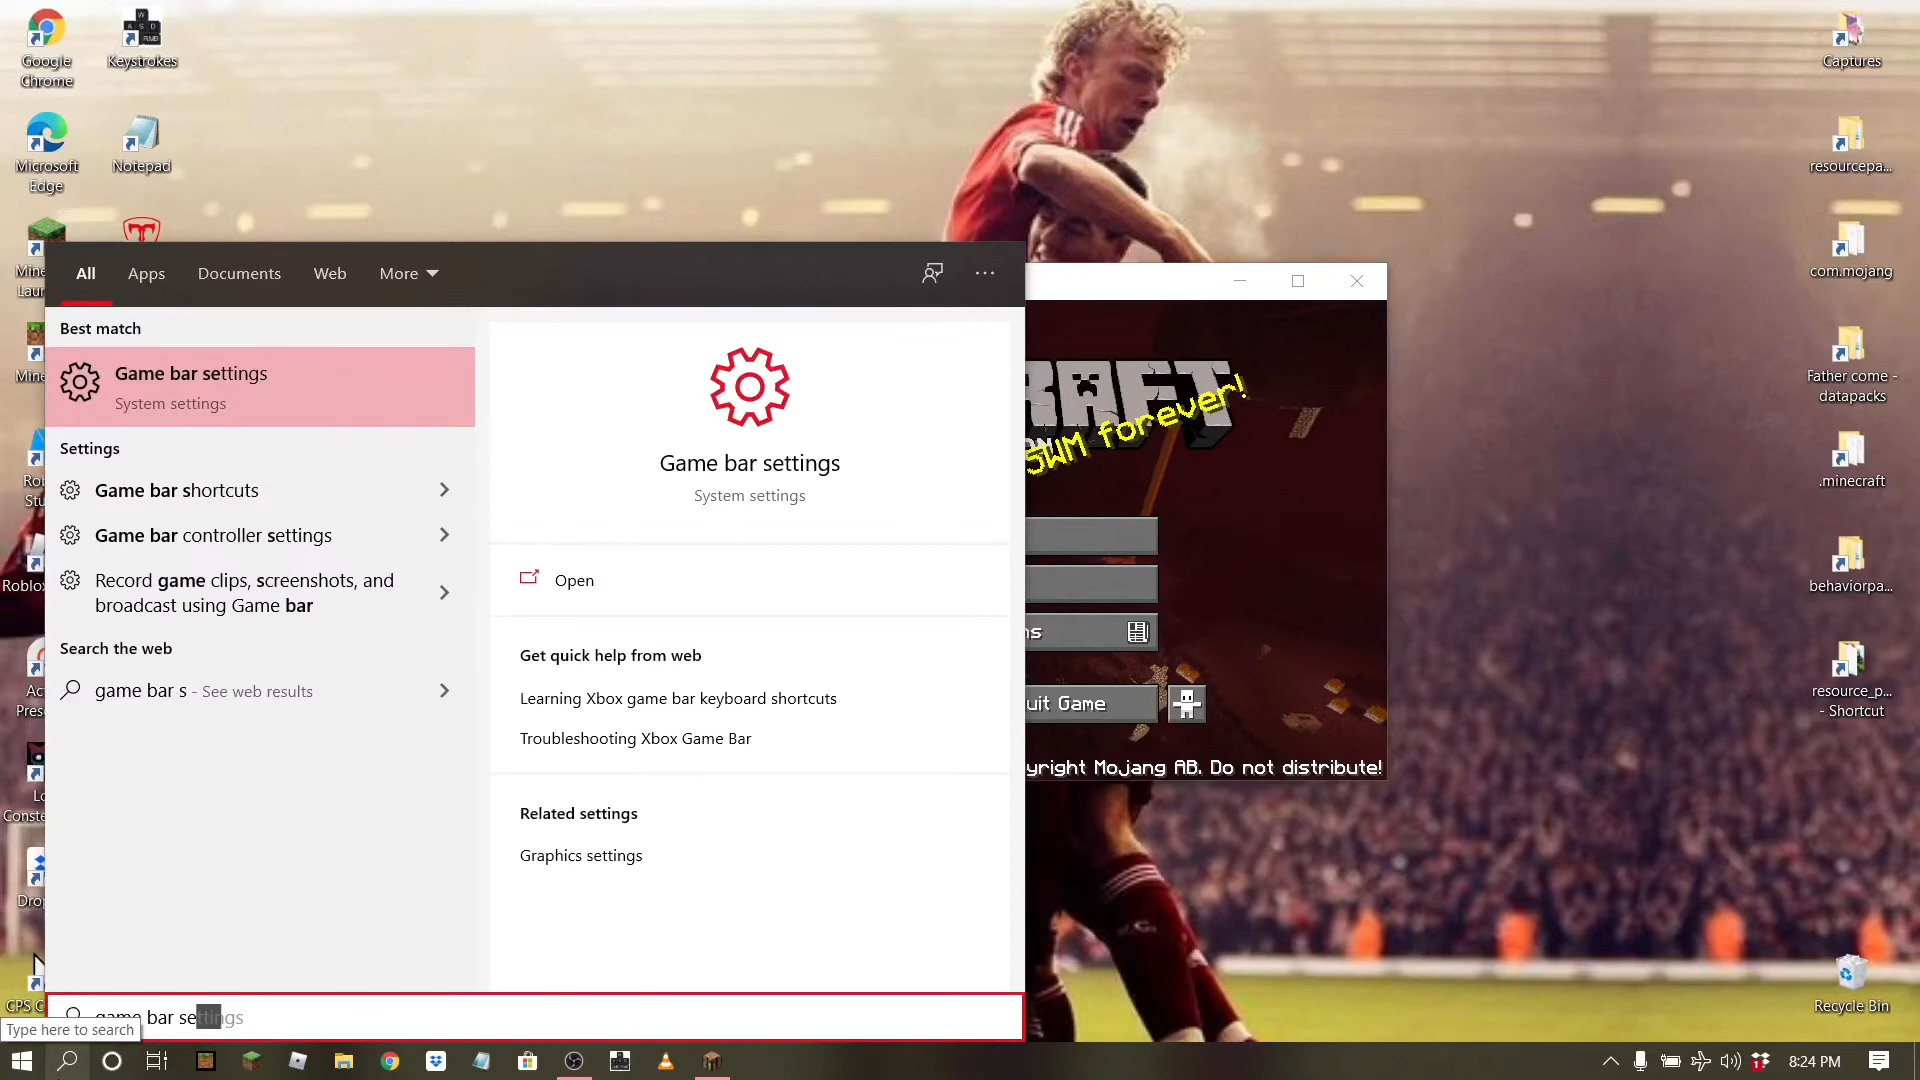 Google
Chrome
Keystrokes
Microsoft
Edge
Notepad
All
Apps
Documents
Web
More
Best match
Game bar settings
System settings
Settings
Game bar shortcuts
Game bar controller settings
Record game clips, screenshots, and
broadcast using Game bar
Search the web
game bar s - See web results
Game bar settings
System settings
Open
Get quick help from web
Learning Xbox game bar keyboard shortcuts
Troubleshooting Xbox Game Bar
Related settings
Graphics settings
game bar settings
Type here to search
RAFT
SWM forever!
ns
uit Game
yright Mojang AB. Do not distribute!
Captures
resourcepa...
com.mojang
Father come -
datapacks
.minecraft
behaviorpa...
resource_p...
- Shortcut
Recycle Bin
8:24 PM